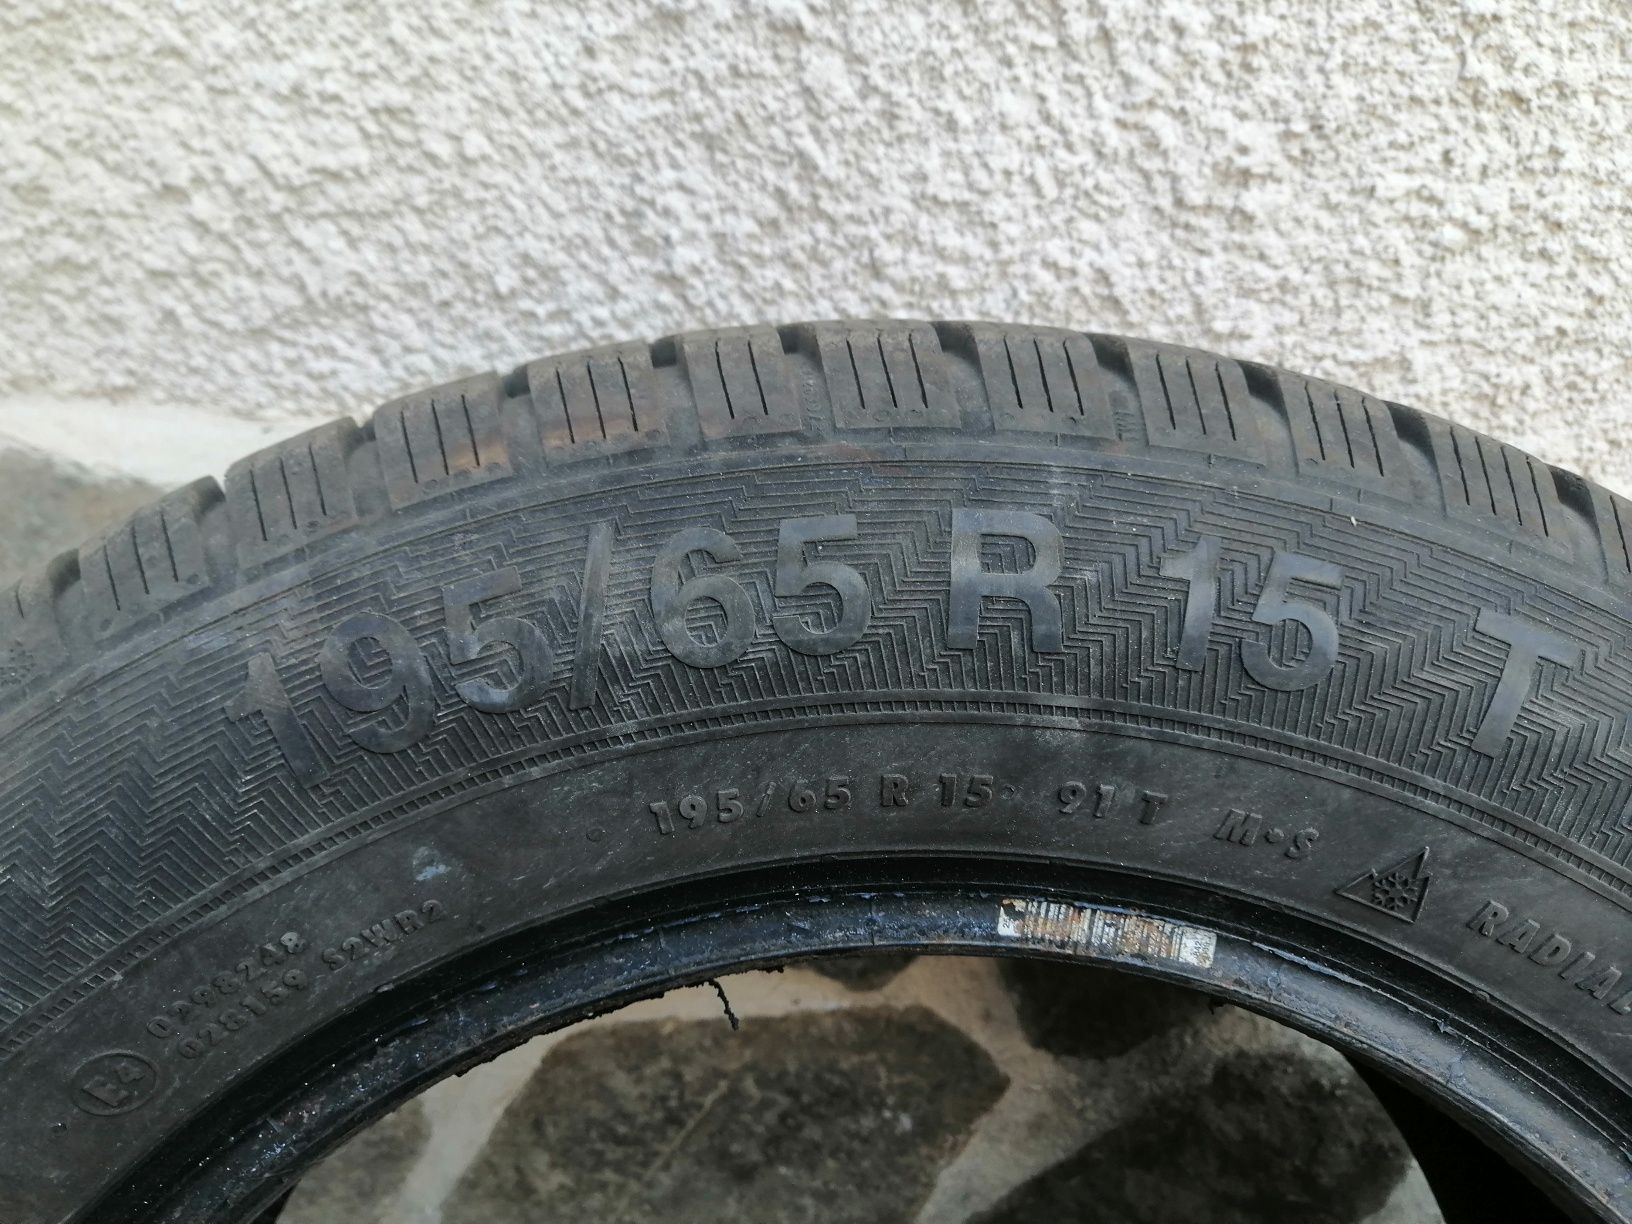 195/65 R 15 T
195/65 R 15 91 T M+S
RADIAL
0298248
028159 S2WR2
E4